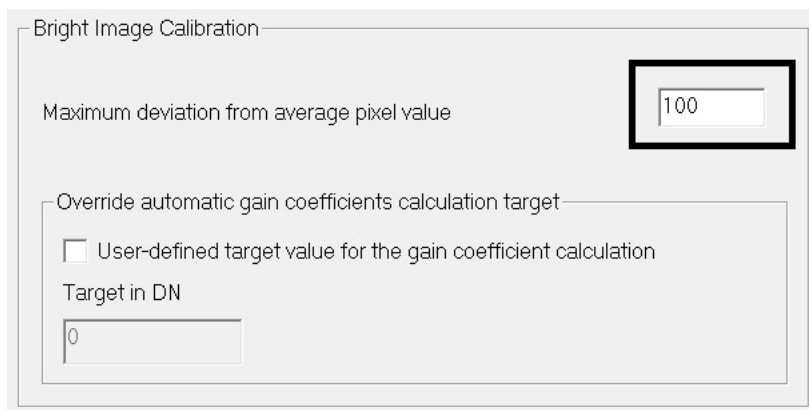 Bright Image Calibration
Maximum deviation from average pixel value
100
Override automatic gain coefficients calculation target
User-defined target value for the gain coefficient calculation
Target in DN
0